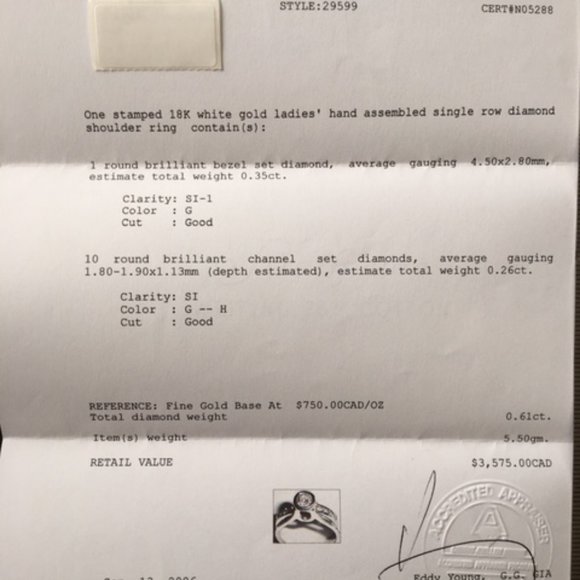 STYLE:29599
CERT#N05288
One stamped 18K white gold ladies' hand assembled single row diamond
shoulder ring contain(s):
1 round brilliant bezel set diamond, average gauging 4.50x2.80mm,
estimate total weight 0.35ct.
Clarity: SI-1
Color : G
Cut : Good
10 round brilliant channel set diamonds, average gauging
1.80-1.90x1.13mm (depth estimated), estimate total weight 0.26ct.
Clarity: SI
Color : G -- H
Cut : Good
REFERENCE: Fine Gold Base At $750.00CAD/OZ
Total diamond weight 0.61ct.
Item(s) weight 5.50gm.
RETAIL VALUE $3,575.00CAD
ACCREDITED APPRAISER
Eddy Young, G.G. GIA